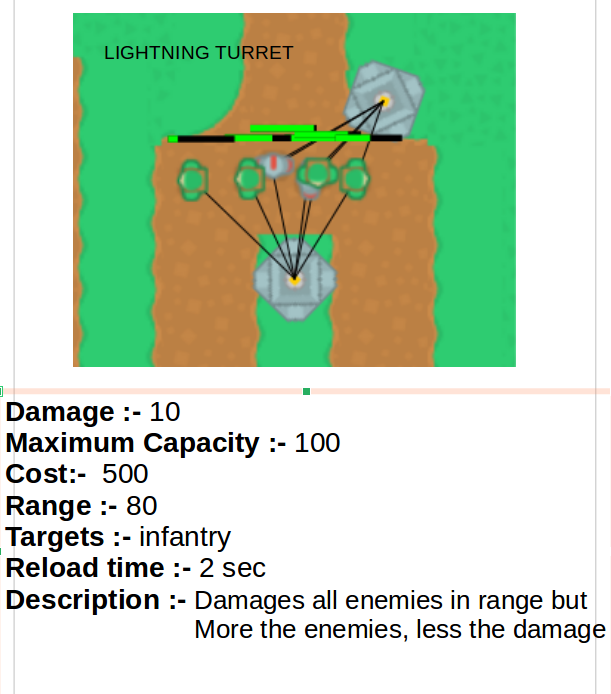 LIGHTNING TURRET
Damage :- 10
Maximum Capacity :- 100
Cost:- 500
Range :- 80
Targets :- infantry
Reload time :- 2 sec
Description :- Damages all enemies in range but
More the enemies, less the damage